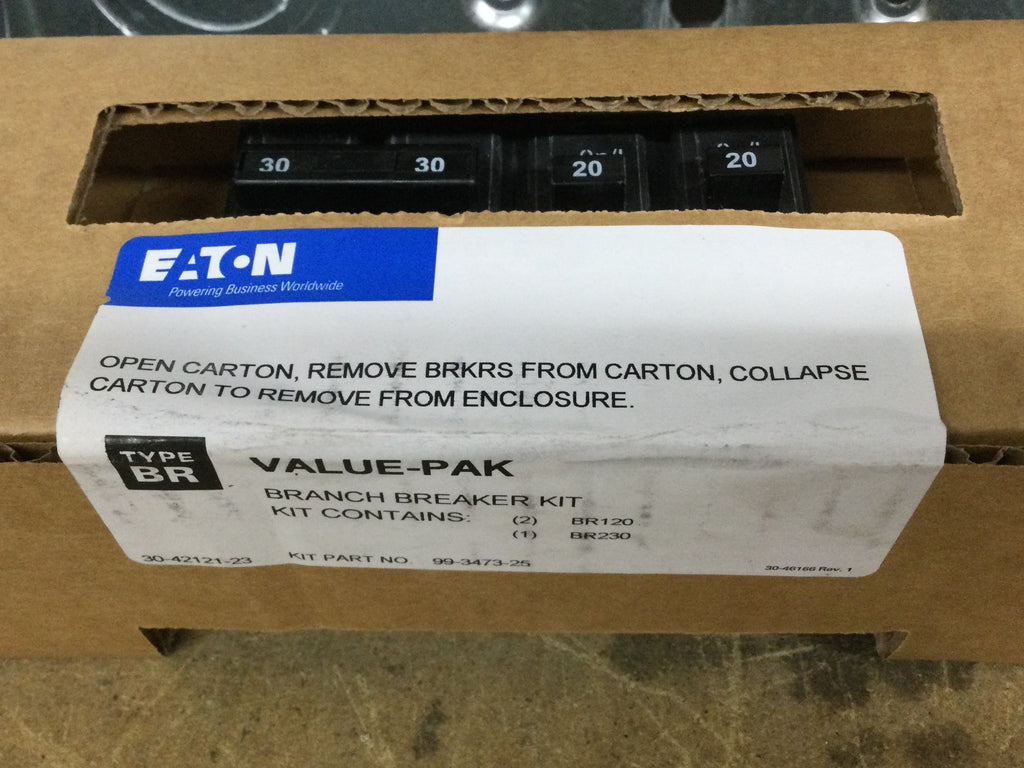 30 30 20 20
EATON
Powering Business Worldwide
OPEN CARTON, REMOVE BRKRS FROM CARTON, COLLAPSE
CARTON TO REMOVE FROM ENCLOSURE.
TYPE
BR
VALUE-PAK
BRANCH BREAKER KIT
KIT CONTAINS: (2) BR120
(1) BR230
30-42121-23 KIT PART NO. 99-3473-25
30-46166 Rev. 1